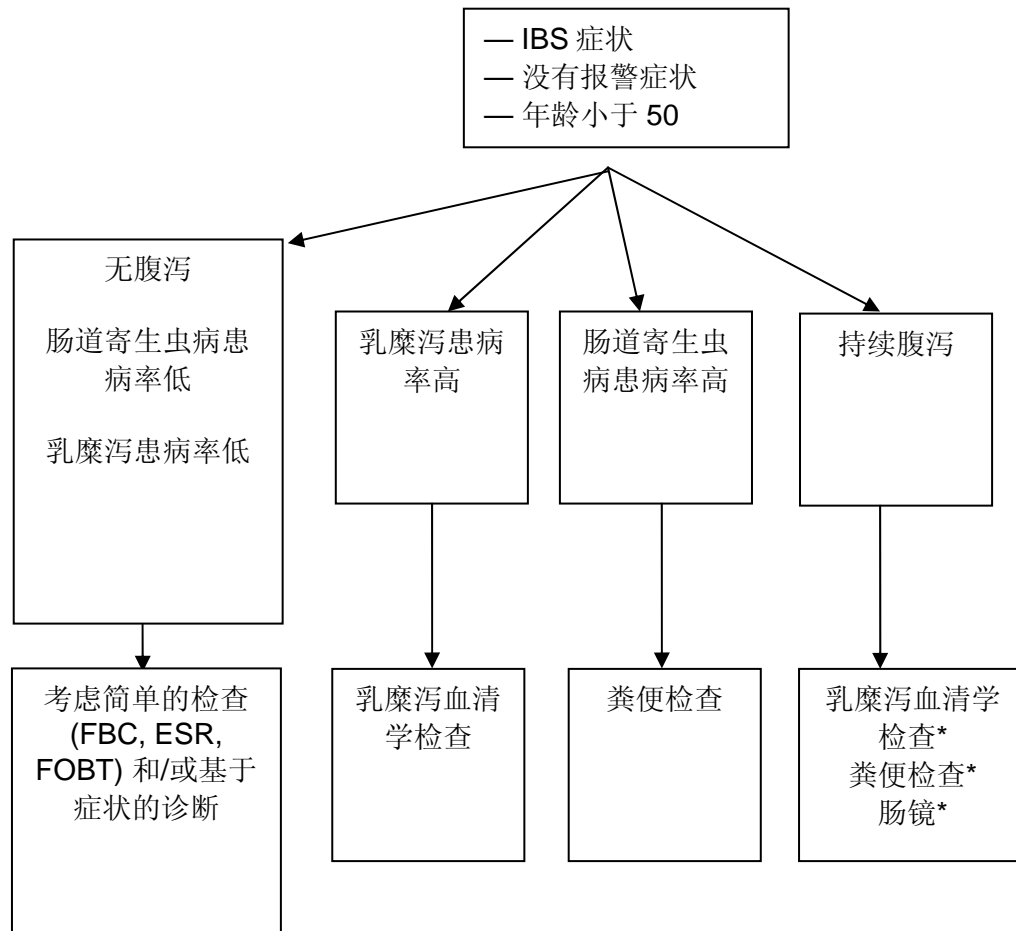 — IBS 症状
— 没有报警症状
— 年龄小于 50
无腹泻
肠道寄生虫病患
病率低
乳糜泻患病率低
乳糜泻患病
率高
肠道寄生虫
病患病率高
持续腹泻
考虑简单的检查
(FBC, ESR,
FOBT) 和/或基于
症状的诊断
乳糜泻血清
学检查
粪便检查
乳糜泻血清学
检查*
粪便检查*
肠镜*